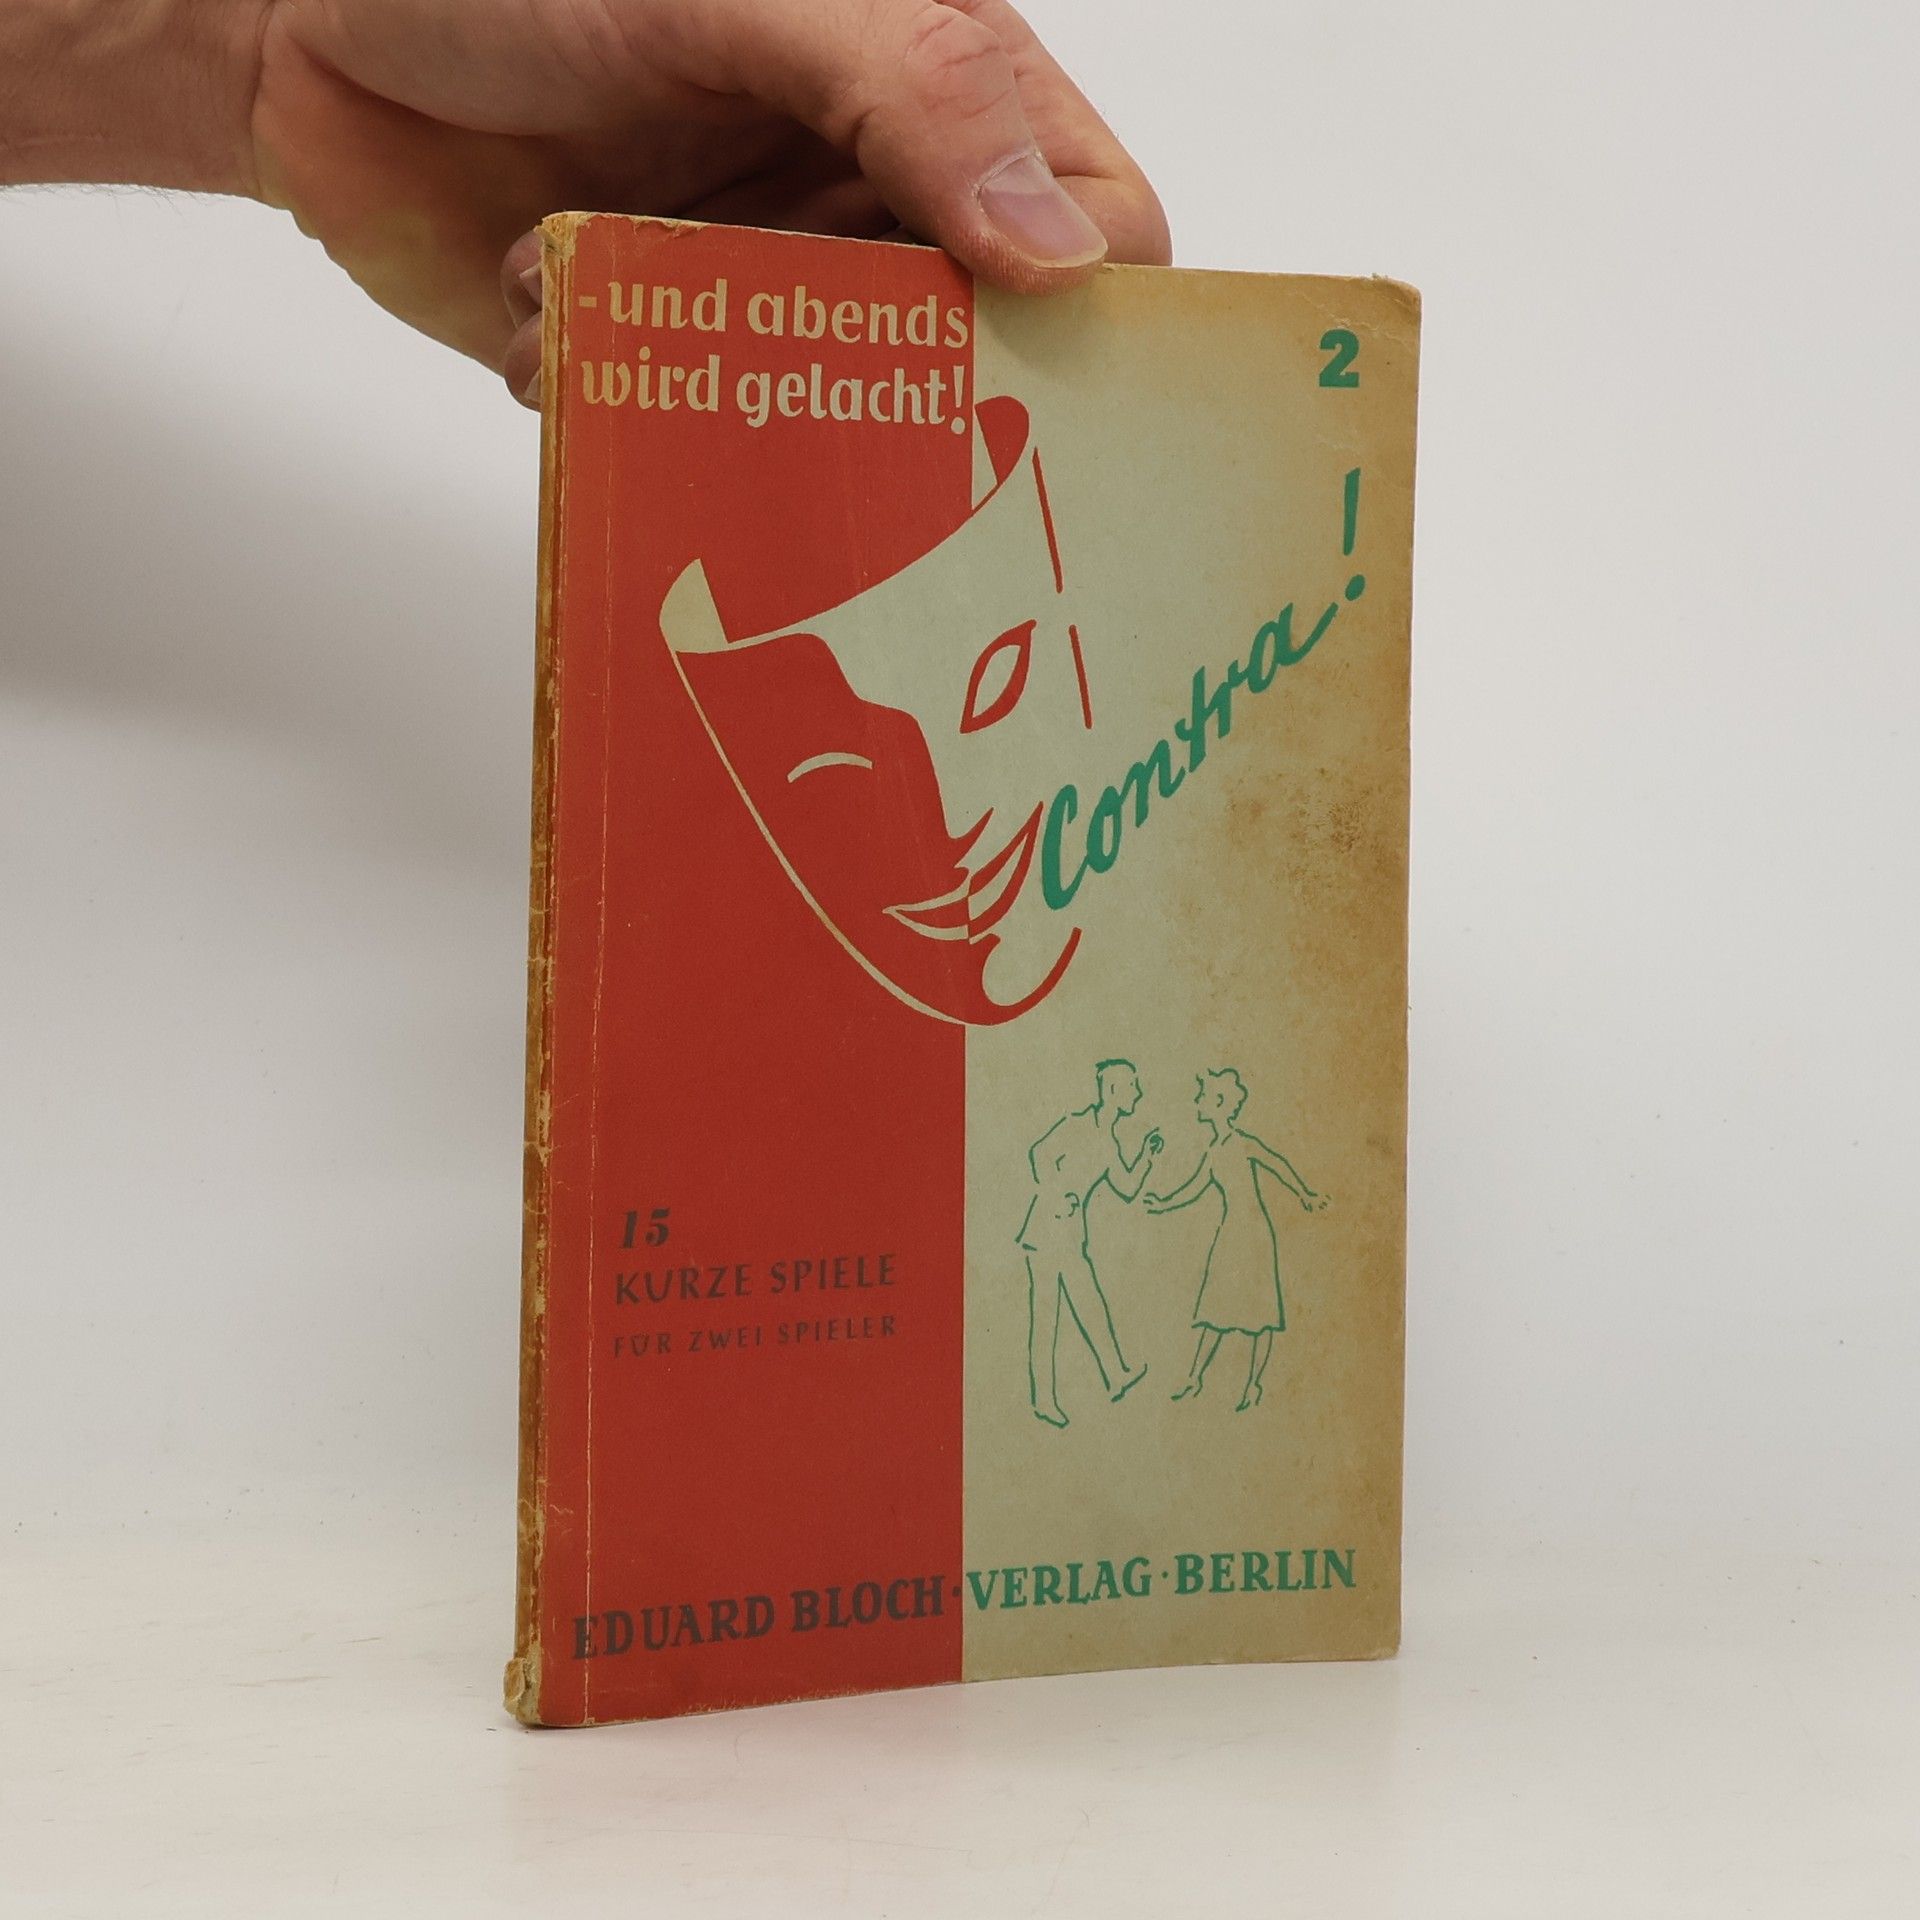 - und abends
wird gelacht!
2
Contra!
15
KURZE SPIELE
FÜR ZWEI SPIELER
EDUARD BLOCH · VERLAG · BERLIN